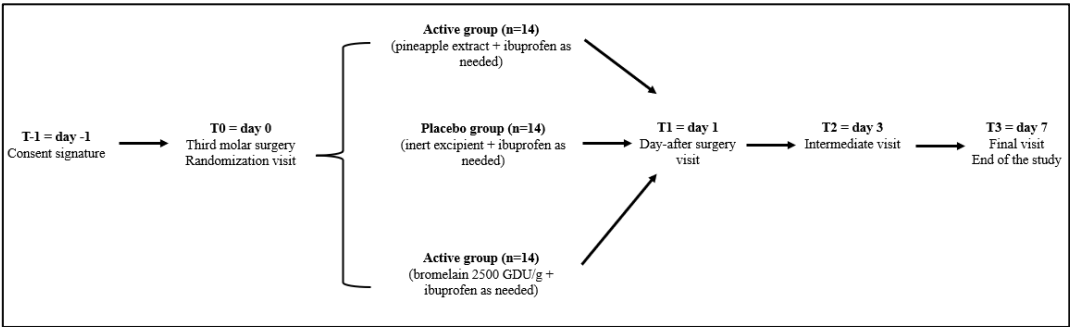 T-1 = day -1
Consent signature
T0 = day 0
Third molar surgery
Randomization visit
Active group (n=14)
(pineapple extract + ibuprofen as
needed)
Placebo group (n=14)
(inert excipient + ibuprofen as
needed)
Active group (n=14)
(bromelain 2500 GDU/g +
ibuprofen as needed)
T1 = day 1
Day-after surgery
visit
T2 = day 3
Intermediate visit
T3 = day 7
Final visit
End of the study